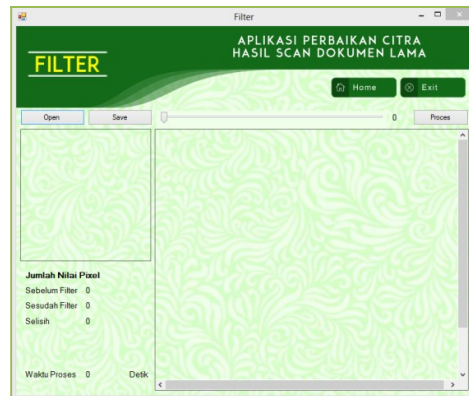 Filter
FILTER
APLIKASI PERBAIKAN CITRA
HASIL SCAN DOKUMEN LAMA
Home
Exit
Open
Save
0
Proces
Jumlah Nilai Pixel
Sebelum Filter 0
Sesudah Filter 0
Selisih 0
Waktu Proses 0 Detik